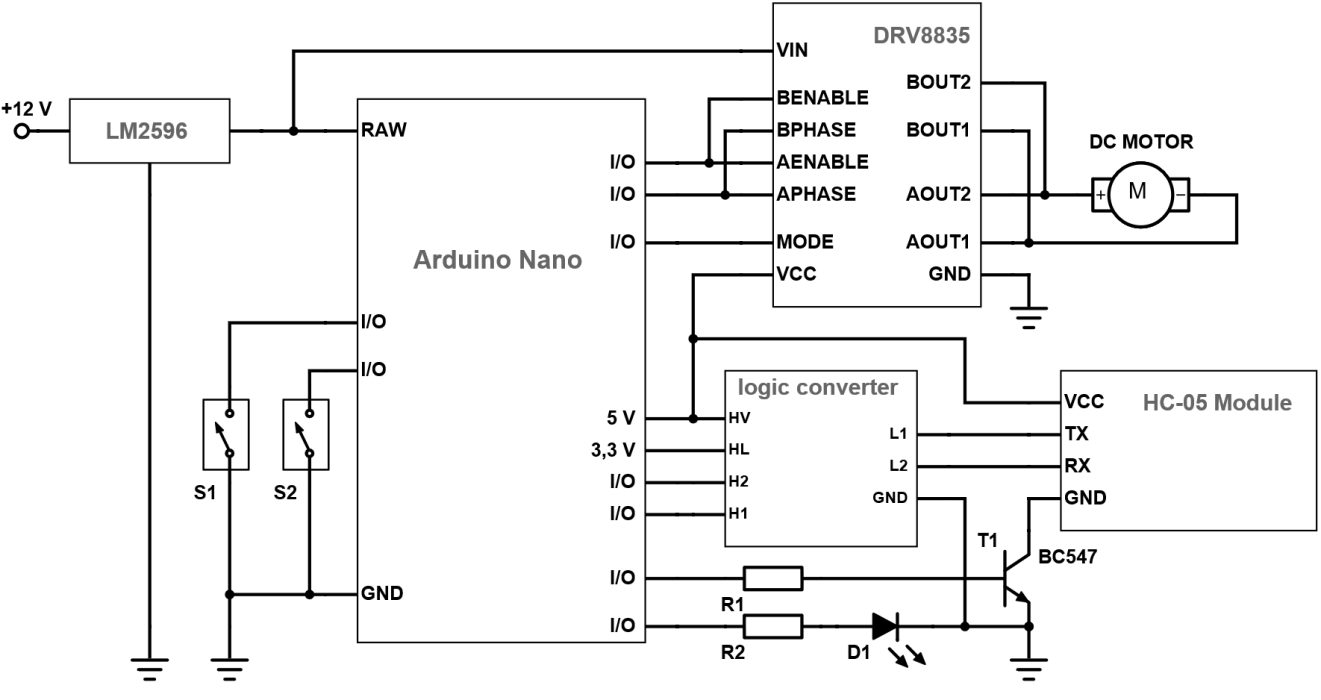 DRV8835
VIN
BOUT2
+12 V
LM2596
BENABLE
RAW
BPHASE
BOUT1
DC MOTOR
I/O
AENABLE
I/O
APHASE
AOUT2
+
M
−
I/O
MODE
AOUT1
Arduino Nano
VCC
GND
I/O
I/O
logic converter
HC-05 Module
VCC
5 V
HV
L1
TX
3,3 V
HL
L2
RX
I/O
H2
GND
GND
S1
S2
I/O
H1
T1
BC547
I/O
GND
R1
I/O
R2
D1